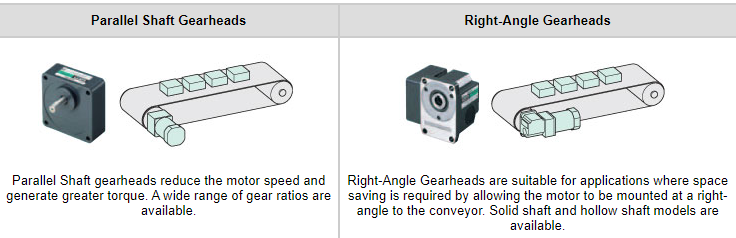 Parallel Shaft Gearheads
Right-Angle Gearheads
Parallel Shaft gearheads reduce the motor speed and
generate greater torque. A wide range of gear ratios are
available.
Right-Angle Gearheads are suitable for applications where space
saving is required by allowing the motor to be mounted at a right-
angle to the conveyor. Solid shaft and hollow shaft models are
available.